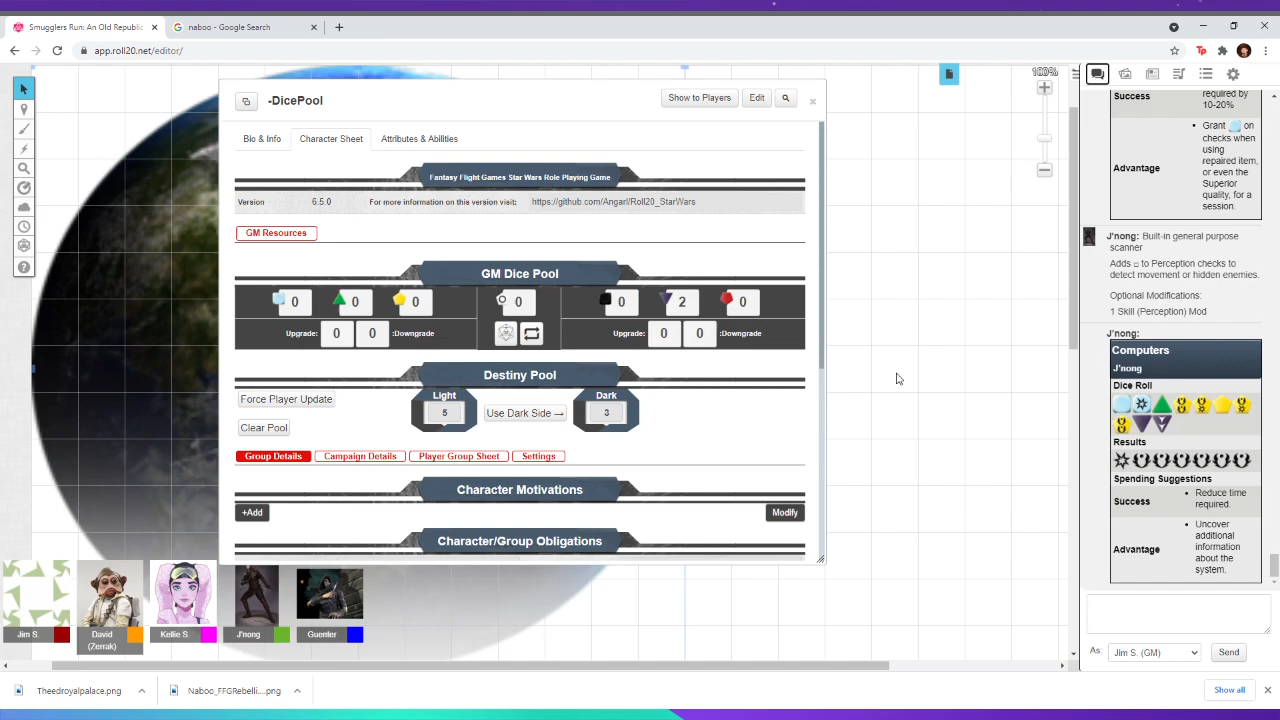 Smugglers Run: An Old Republic
naboo - Google Search
app.roll20.net/editor/
100%
-DicePool
Show to Players
Edit
Bio & Info
Character Sheet
Attributes & Abilities
Fantasy Flight Games Star Wars Role Playing Game
Version 6.5.0 For more information on this version visit: https://github.com/Angarl/Roll20_StarWars
GM Resources
GM Dice Pool
0 0 0 0 0 2 0
Upgrade: 0 0 :Downgrade
Upgrade: 0 0 :Downgrade
Destiny Pool
Force Player Update
Light
5
Use Dark Side →
Dark
3
Clear Pool
Group Details
Campaign Details
Player Group Sheet
Settings
Character Motivations
+Add
Modify
Character/Group Obligations
Jim S.
David
(Zerrak)
Kellie S.
J'nong
Guenter
required by
10-20%
Success
Grant on
checks when
using
repaired item,
or even the
Superior
quality, for a
session.
Advantage
J'nong: Built-in general purpose
scanner
Adds □ to Perception checks to
detect movement or hidden enemies.
Optional Modifications:
1 Skill (Perception) Mod
J'nong:
Computers
J'nong
Dice Roll
Results
Spending Suggestions
Success
Reduce time
required.
Advantage
Uncover
additional
information
about the
system.
As:
Jim S. (GM)
Send
Theedroyalpalace.png
Naboo_FFGRebelli....png
Show all